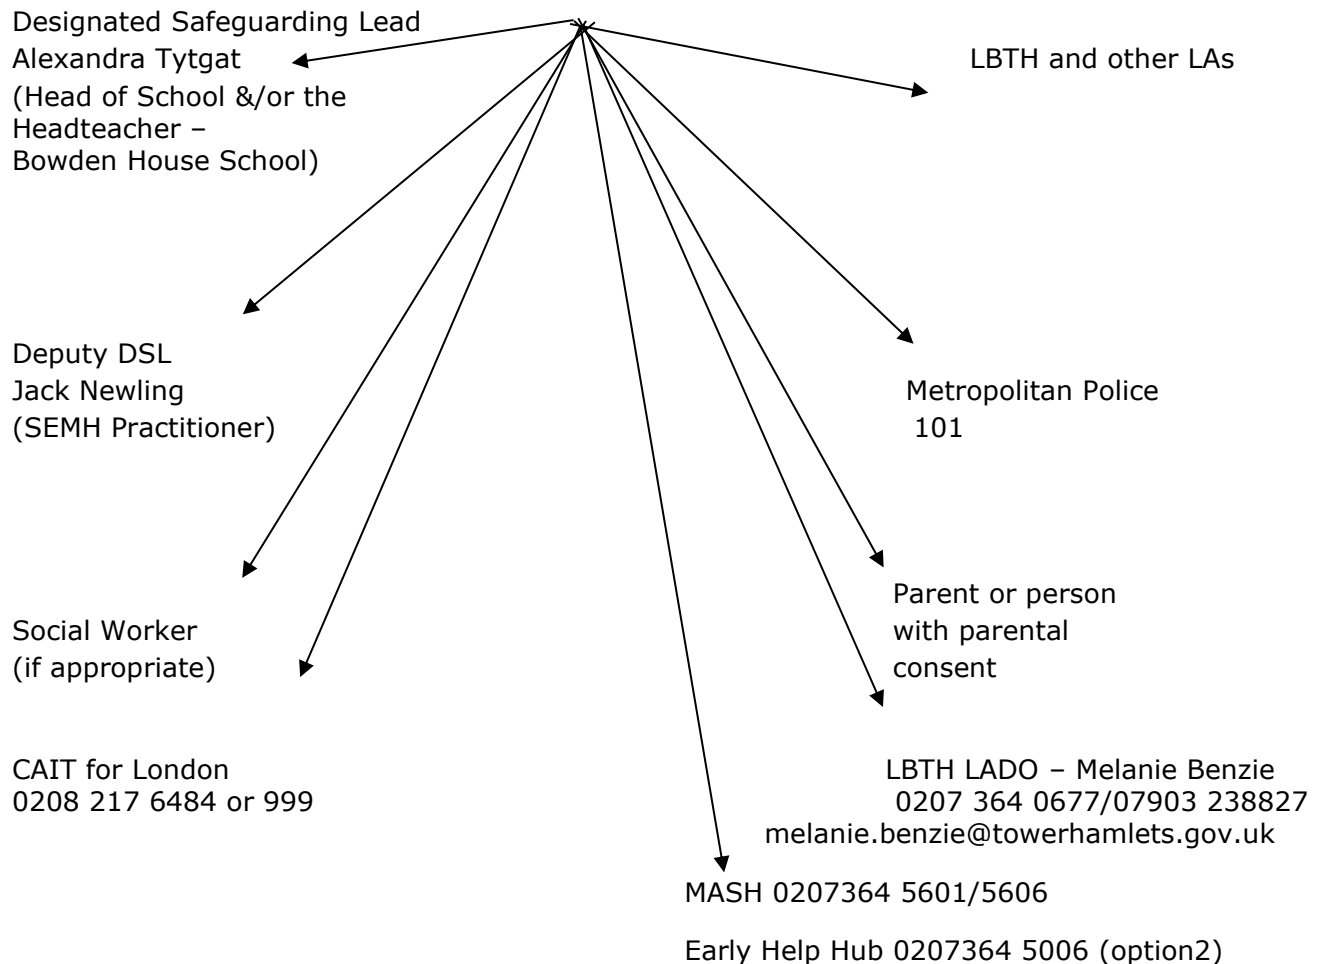 Designated Safeguarding Lead
Alexandra Tytgat
(Head of School &/or the
Headteacher –
Bowden House School)
LBTH and other LAs
Deputy DSL
Jack Newling
(SEMH Practitioner)
Metropolitan Police
101
Social Worker
(if appropriate)
Parent or person
with parental
consent
CAIT for London
0208 217 6484 or 999
LBTH LADO – Melanie Benzie
0207 364 0677/07903 238827
melanie.benzie@towerhamlets.gov.uk
MASH 0207364 5601/5606
Early Help Hub 0207364 5006 (option2)